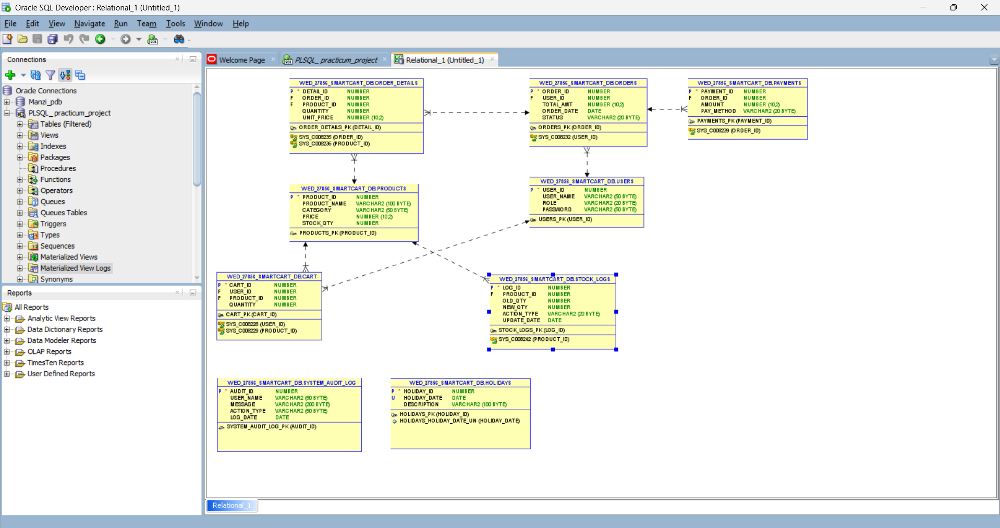 Oracle SQL Developer : Relational_1 (Untitled_1)
File Edit View Navigate Run Team Tools Window Help
Connections
Oracle Connections
Manzi_pdb
PLSQL_ practicum_project
Tables (Filtered)
Views
Indexes
Packages
Procedures
Functions
Operators
Queues
Queues Tables
Triggers
Types
Sequences
Materialized Views
Materialized View Logs
Synonyms
Reports
All Reports
Analytic View Reports
Data Dictionary Reports
Data Modeler Reports
OLAP Reports
TimesTen Reports
User Defined Reports
Welcome Page
PLSQL_ practicum_project
Relational_1 (Untitled_1)
WED_27856_SMARTCART_DB.ORDER_DETAILS
P * DETAIL_ID NUMBER
F ORDER_ID NUMBER
F PRODUCT_ID NUMBER
QUANTITY NUMBER
UNIT_PRICE NUMBER (10,2)
ORDER_DETAILS_PK (DETAIL_ID)
SYS_C008235 (ORDER_ID)
SYS_C008236 (PRODUCT_ID)
WED_27856_SMARTCART_DB.ORDERS
P * ORDER_ID NUMBER
F USER_ID NUMBER
TOTAL_AMT NUMBER (10,2)
ORDER_DATE DATE
STATUS VARCHAR2 (20 BYTE)
ORDERS_PK (ORDER_ID)
SYS_C008232 (USER_ID)
WED_27856_SMARTCART_DB.PAYMENTS
P * PAYMENT_ID NUMBER
F ORDER_ID NUMBER
AMOUNT NUMBER (10,2)
PAY_METHOD VARCHAR2 (20 BYTE)
PAYMENTS_PK (PAYMENT_ID)
SYS_C008239 (ORDER_ID)
WED_27856_SMARTCART_DB.PRODUCTS
P * PRODUCT_ID NUMBER
PRODUCT_NAME VARCHAR2 (100 BYTE)
CATEGORY VARCHAR2 (50 BYTE)
PRICE NUMBER (10,2)
STOCK_QTY NUMBER
PRODUCTS_PK (PRODUCT_ID)
WED_27856_SMARTCART_DB.USERS
P * USER_ID NUMBER
USER_NAME VARCHAR2 (50 BYTE)
ROLE VARCHAR2 (20 BYTE)
PASSWORD VARCHAR2 (50 BYTE)
USERS_PK (USER_ID)
WED_27856_SMARTCART_DB.CART
P * CART_ID NUMBER
F USER_ID NUMBER
F PRODUCT_ID NUMBER
QUANTITY NUMBER
CART_PK (CART_ID)
SYS_C008228 (USER_ID)
SYS_C008229 (PRODUCT_ID)
WED_27856_SMARTCART_DB.STOCK_LOGS
P * LOG_ID NUMBER
F PRODUCT_ID NUMBER
OLD_QTY NUMBER
NEW_QTY NUMBER
ACTION_TYPE VARCHAR2 (20 BYTE)
UPDATE_DATE DATE
STOCK_LOGS_PK (LOG_ID)
SYS_C008242 (PRODUCT_ID)
WED_27856_SMARTCART_DB.SYSTEM_AUDIT_LOG
P * AUDIT_ID NUMBER
USER_NAME VARCHAR2 (50 BYTE)
MESSAGE VARCHAR2 (200 BYTE)
ACTION_TYPE VARCHAR2 (50 BYTE)
LOG_DATE DATE
SYSTEM_AUDIT_LOG_PK (AUDIT_ID)
WED_27856_SMARTCART_DB.HOLIDAYS
P * HOLIDAY_ID NUMBER
U HOLIDAY_DATE DATE
DESCRIPTION VARCHAR2 (100 BYTE)
HOLIDAYS_PK (HOLIDAY_ID)
HOLIDAYS_HOLIDAY_DATE_UN (HOLIDAY_DATE)
Relational_1